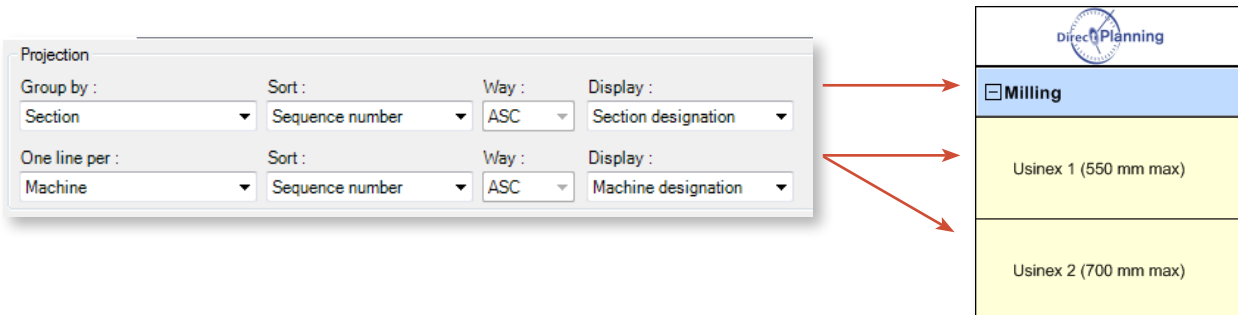 Projection
Group by : Sort : Way : Display :
Section Sequence number ASC Section designation
One line per : Sort : Way : Display :
Machine Sequence number ASC Machine designation
DirectPlanning
Milling
Usinex 1 (550 mm max)
Usinex 2 (700 mm max)